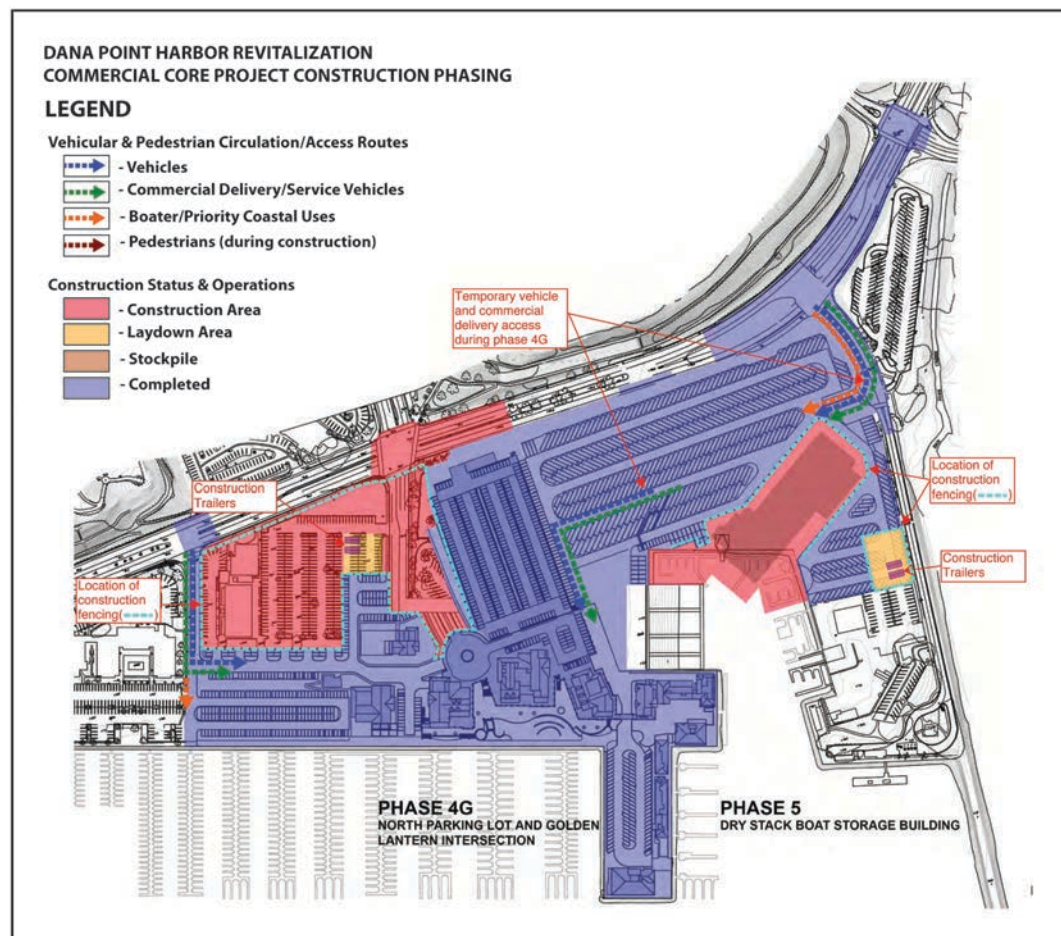 DANA POINT HARBOR REVITALIZATION
COMMERCIAL CORE PROJECT CONSTRUCTION PHASING
LEGEND
Vehicular & Pedestrian Circulation/Access Routes
- Vehicles
- Commercial Delivery/Service Vehicles
- Boater/Priority Coastal Uses
- Pedestrians (during construction)
Construction Status & Operations
- Construction Area
- Laydown Area
- Stockpile
- Completed
Temporary vehicle
and commercial
delivery access
during phase 4G
Construction
Trailers
Location of
construction
fencing(----)
Location of
construction
fencing(----)
Construction
Trailers
PHASE 4G
NORTH PARKING LOT AND GOLDEN
LANTERN INTERSECTION
PHASE 5
DRY STACK BOAT STORAGE BUILDING